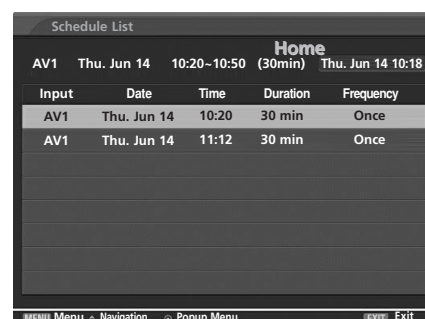 Schedule List
Home
AV1 Thu. Jun 14 10:20~10:50 (30min) Thu. Jun 14 10:18
Input Date Time Duration Frequency
AV1 Thu. Jun 14 10:20 30 min Once
AV1 Thu. Jun 14 11:12 30 min Once
MENU Menu Navigation Popup Menu EXIT Exit